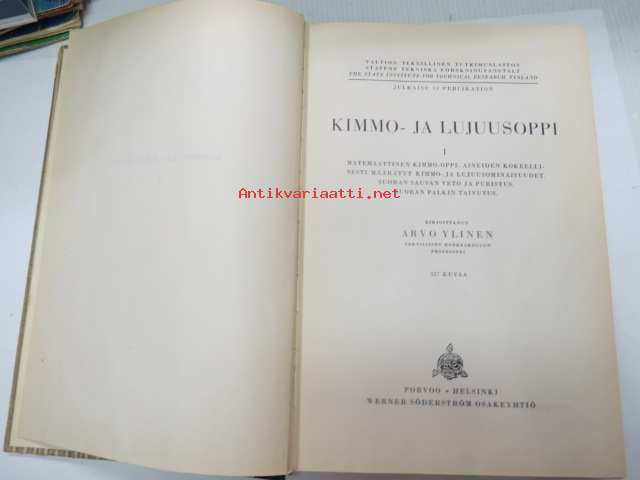 VALTION TEKNILLINEN TUTKIMUSLAITOS
STATENS TEKNISKA FORSKNINGSANSTALT
THE STATE INSTITUTE FOR TECHNICAL RESEARCH FINLAND
JULKAISU 12 PUBLIKATION
KIMMO- JA LUJUUSOPPI
I
MATEMAATTINEN KIMMO-OPPI. AINEIDEN KOKEELLI-
SESTI MÄÄRÄTYT KIMMO- JA LUJUUSOMINAISUUDET.
SUORAN SAUVAN VETO JA PURISTUS.
SUORAN PALKIN TAIVUTUS.
Antikvariaatti.net
KIRJOITTANUT
ARVO YLINEN
TEKNILLISEN KORKEAKOULUN
PROFESSORI
KUVAA
PORVOO • HELSINKI
WERNER SÖDERSTRÖM OSAKEYHTIÖ